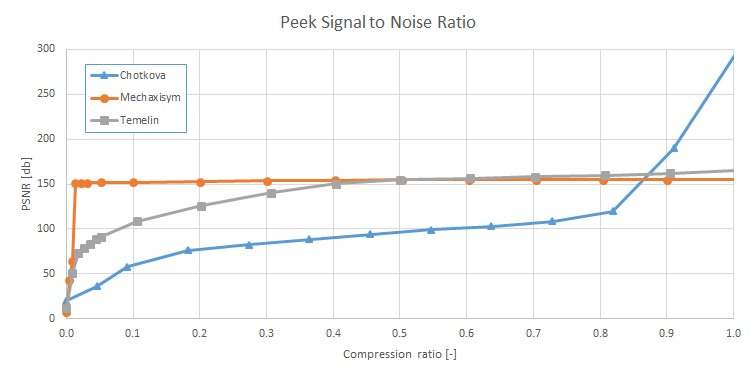 Peek Signal to Noise Ratio
300
250
200
150
100
50
0
PSNR [db]
Chotkova
Mechaxisym
Temelin
0.0 0.1 0.2 0.3 0.4 0.5 0.6 0.7 0.8 0.9 1.0
Compression ratio [-]